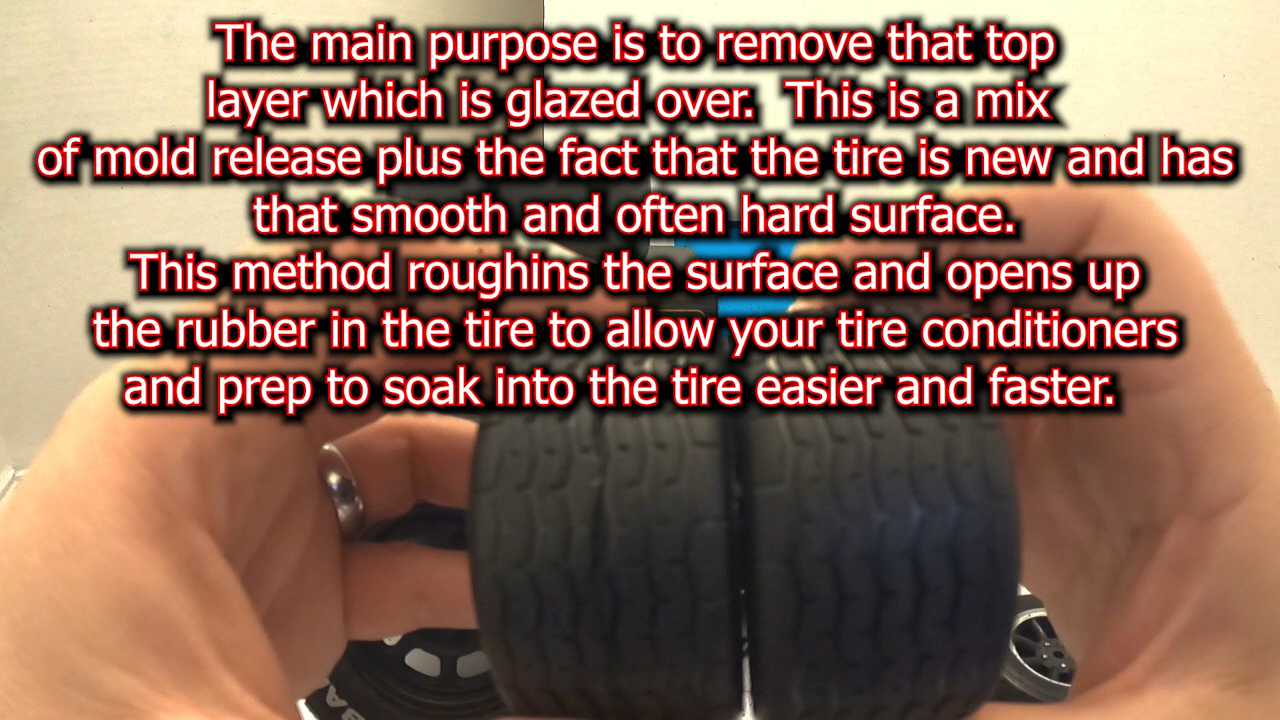 The main purpose is to remove that top
layer which is glazed over.  This is a mix
of mold release plus the fact that the tire is new and has
that smooth and often hard surface.
This method roughins the surface and opens up
the rubber in the tire to allow your tire conditioners
and prep to soak into the tire easier and faster.